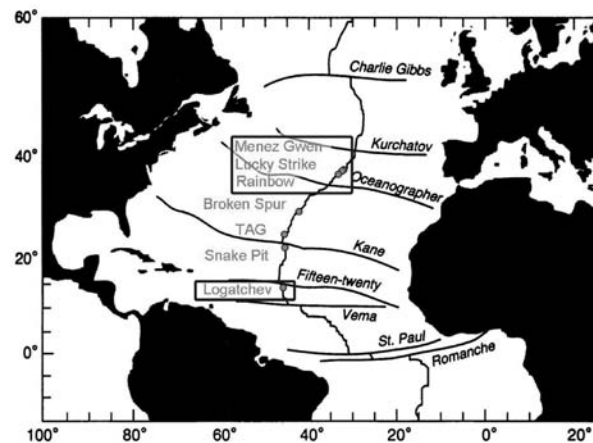 60°
Charlie Gibbs
Menez Gwen
Kurchatov
40°
Lucky Strike
Rainbow
Oceanographer
Broken Spur
TAG
Kane
20°
Snake Pit
Fifteen-twenty
Logatchev
Vema
St. Paul
0°
Romanche
100° 80° 60° 40° 20° 0° 20°